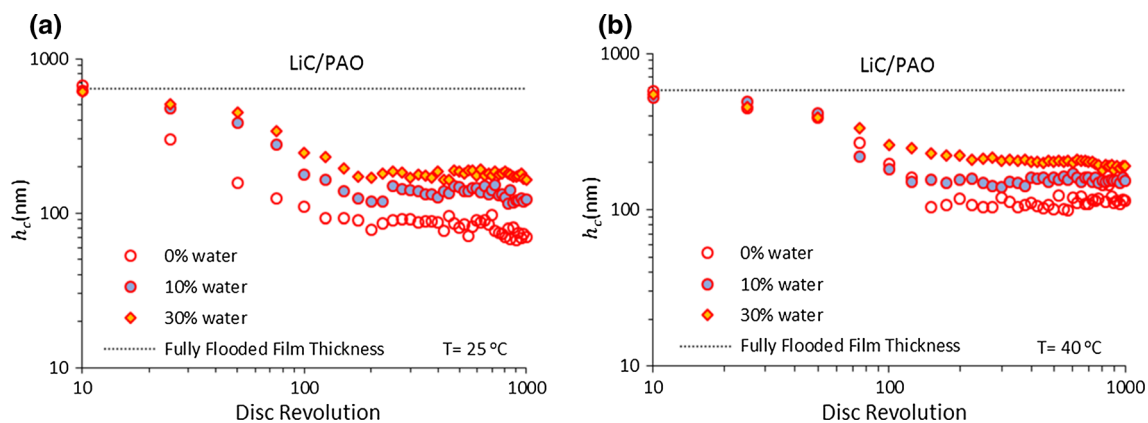 (a)
LiC/PAO
1000
100
10
h_c(nm)
0% water
10% water
30% water
Fully Flooded Film Thickness
T= 25 ºC
10
100
1000
Disc Revolution
(b)
LiC/PAO
1000
100
10
h_c(nm)
0% water
10% water
30% water
Fully Flooded Film Thickness
T= 40 ºC
10
100
1000
Disc Revolution